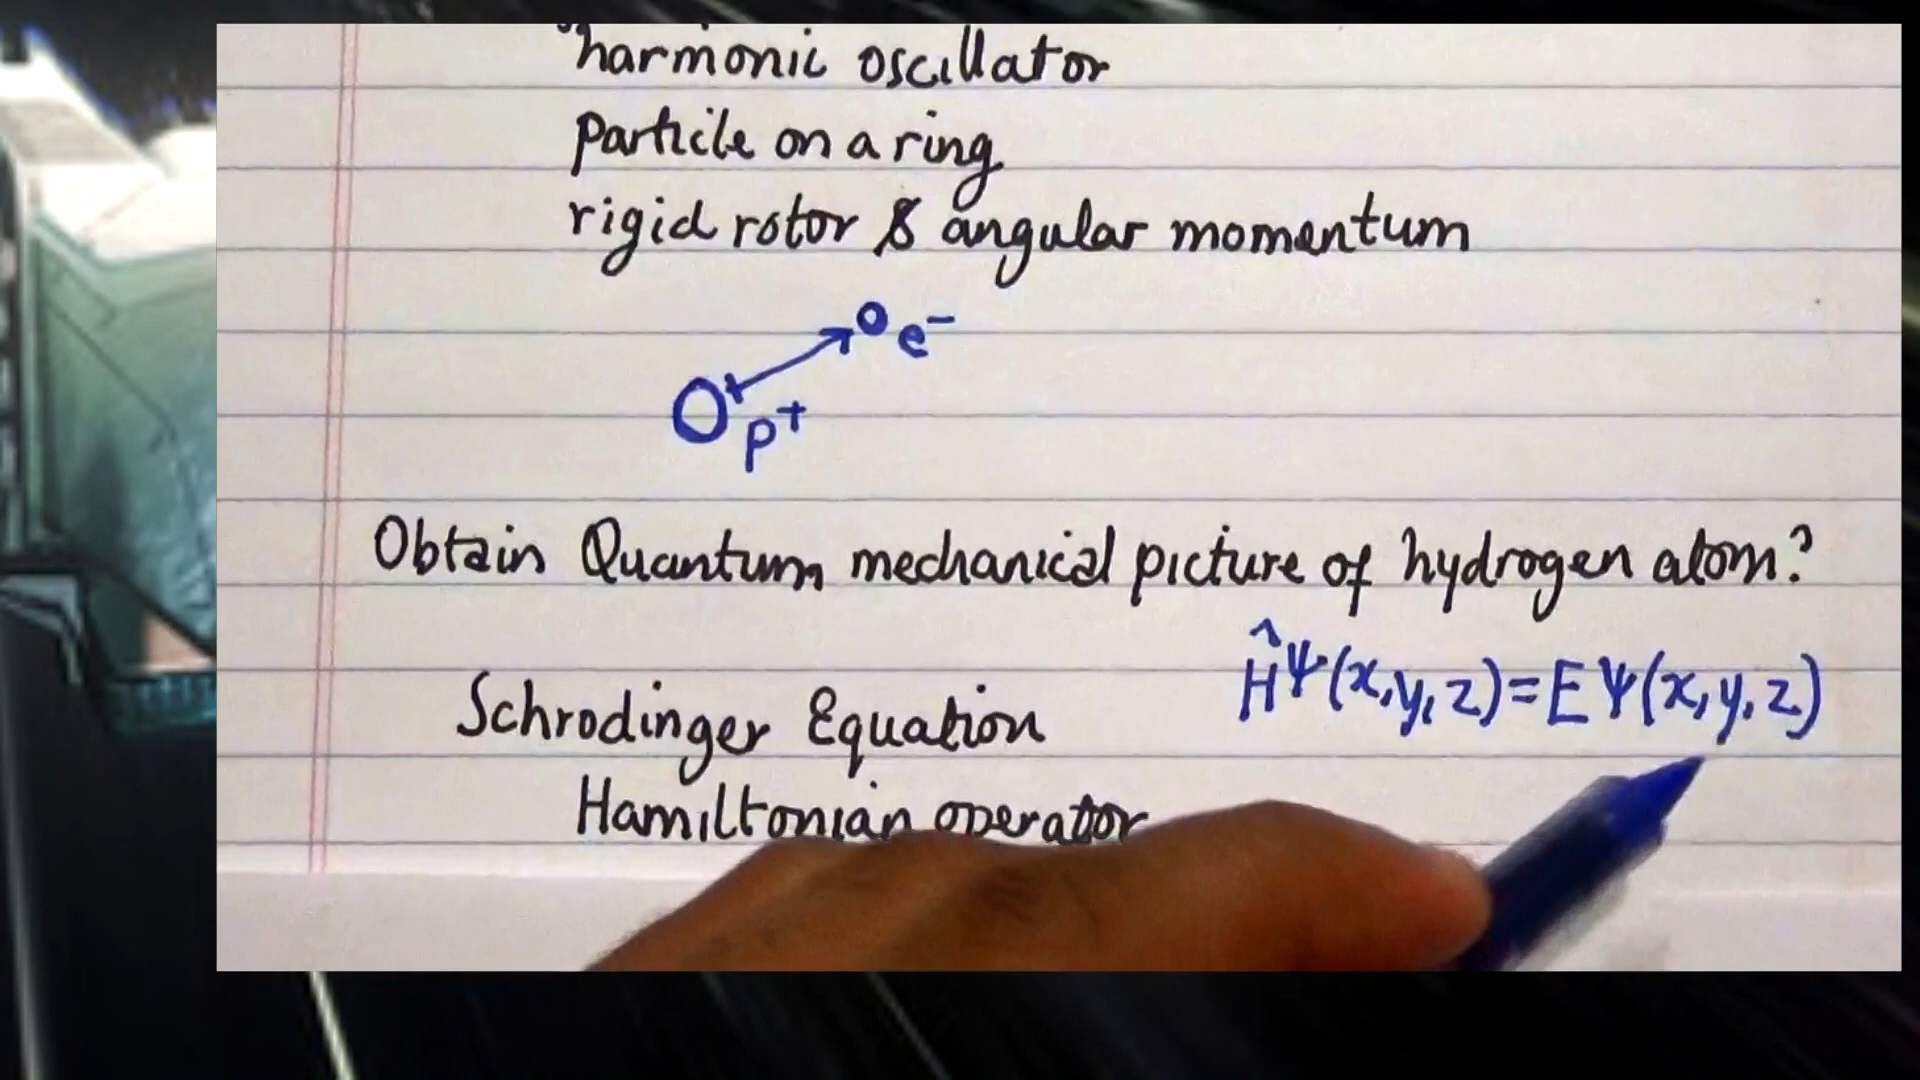 harmonic oscillator
particle on a ring
rigid rotor & angular momentum
e⁻
p⁺
Obtain Quantum mechanical picture of hydrogen atom?
Ĥψ(x,y,z)=Eψ(x,y,z)
Schrodinger Equation
Hamiltonian operator